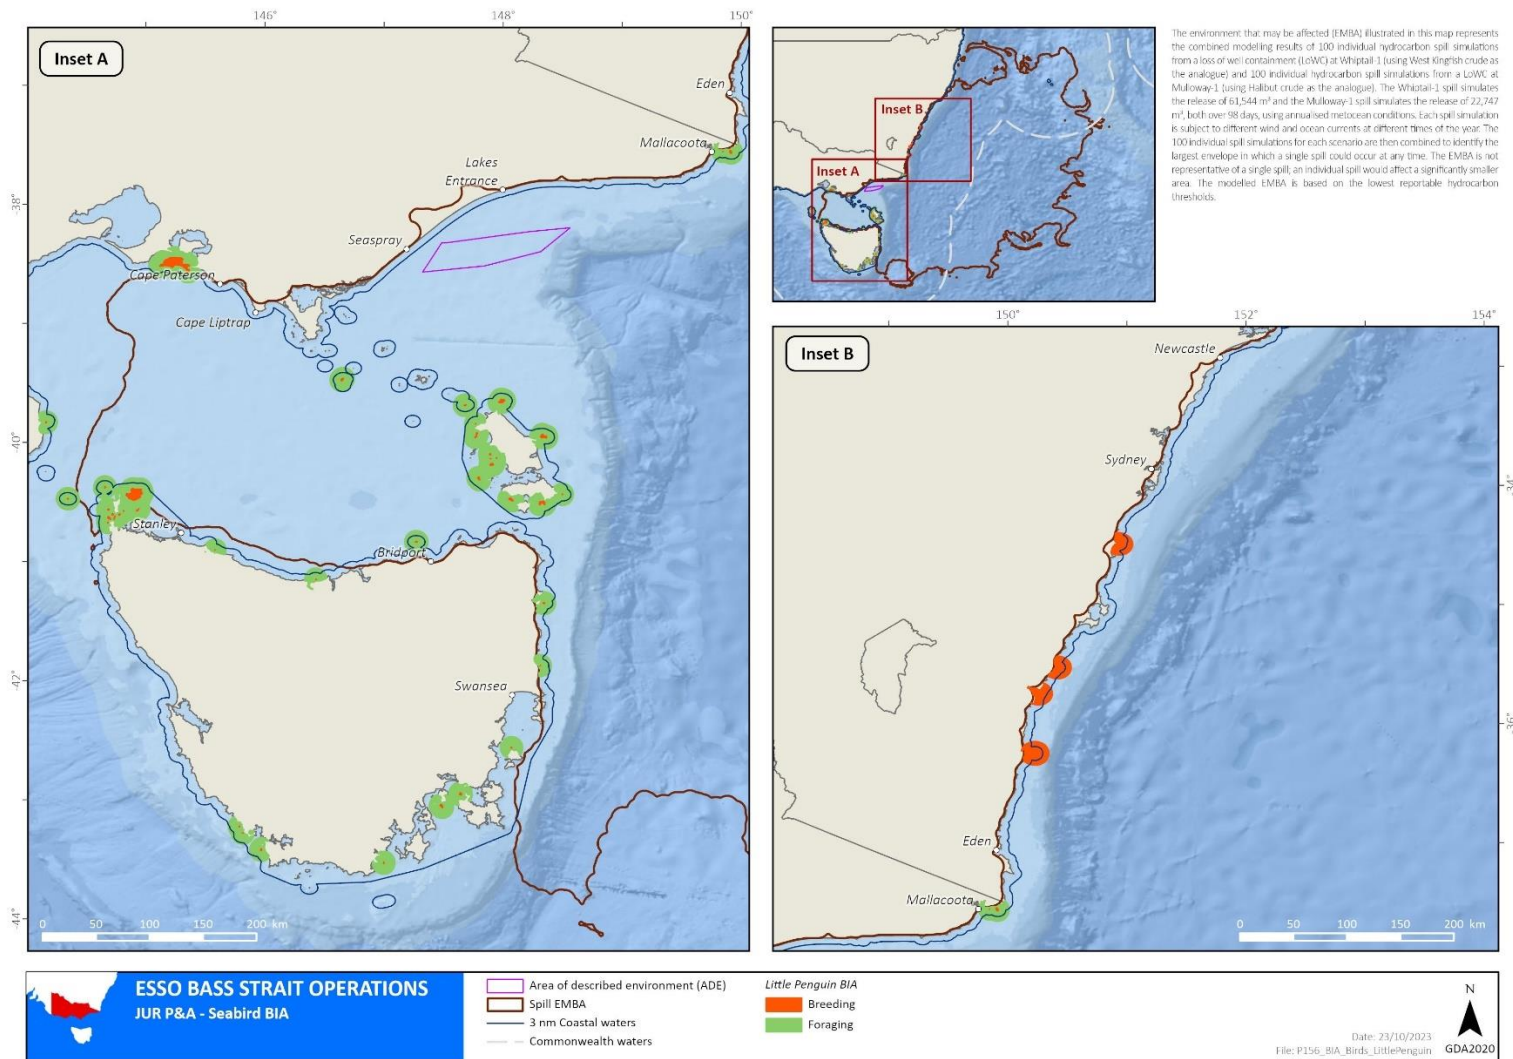 146°
148°
150°
Inset A
Eden
Mallacoota
Lakes
Entrance
-38°
Seaspray
Cape Paterson
Cape Liptrap
-40°
Stanley
Bridport
-42°
Swansea
-44°
0 50 100 150 200 km
Inset B
Inset A
The environment that may be affected (EMBA) illustrated in this map represents
the combined modelling results of 100 individual hydrocarbon spill simulations
from a loss of well containment (LoWC) at Whiptail-1 (using West Kingfish crude as
the analogue) and 100 individual hydrocarbon spill simulations from a LoWC at
Mulloway-1 (using Halibut crude as the analogue). The Whiptail-1 spill simulates
the release of 61,544 m³ and the Mulloway-1 spill simulates the release of 22,747
m³, both over 98 days, using annualised metocean conditions. Each spill simulation
is subject to different wind and ocean currents at different times of the year. The
100 individual spill simulations for each scenario are then combined to identify the
largest envelope in which a single spill could occur at any time. The EMBA is not
representative of a single spill; an individual spill would affect a significantly smaller
area. The modelled EMBA is based on the lowest reportable hydrocarbon
thresholds.
150°
152°
154°
Inset B
Newcastle
Sydney
-34°
-36°
Eden
Mallacoota
0 50 100 150 200 km
ESSO BASS STRAIT OPERATIONS
JUR P&A - Seabird BIA
Area of described environment (ADE)
Spill EMBA
3 nm Coastal waters
Commonwealth waters
Little Penguin BIA
Breeding
Foraging
N
Date: 23/10/2023
File: P156_BIA_Birds_LittlePenguin
GDA2020